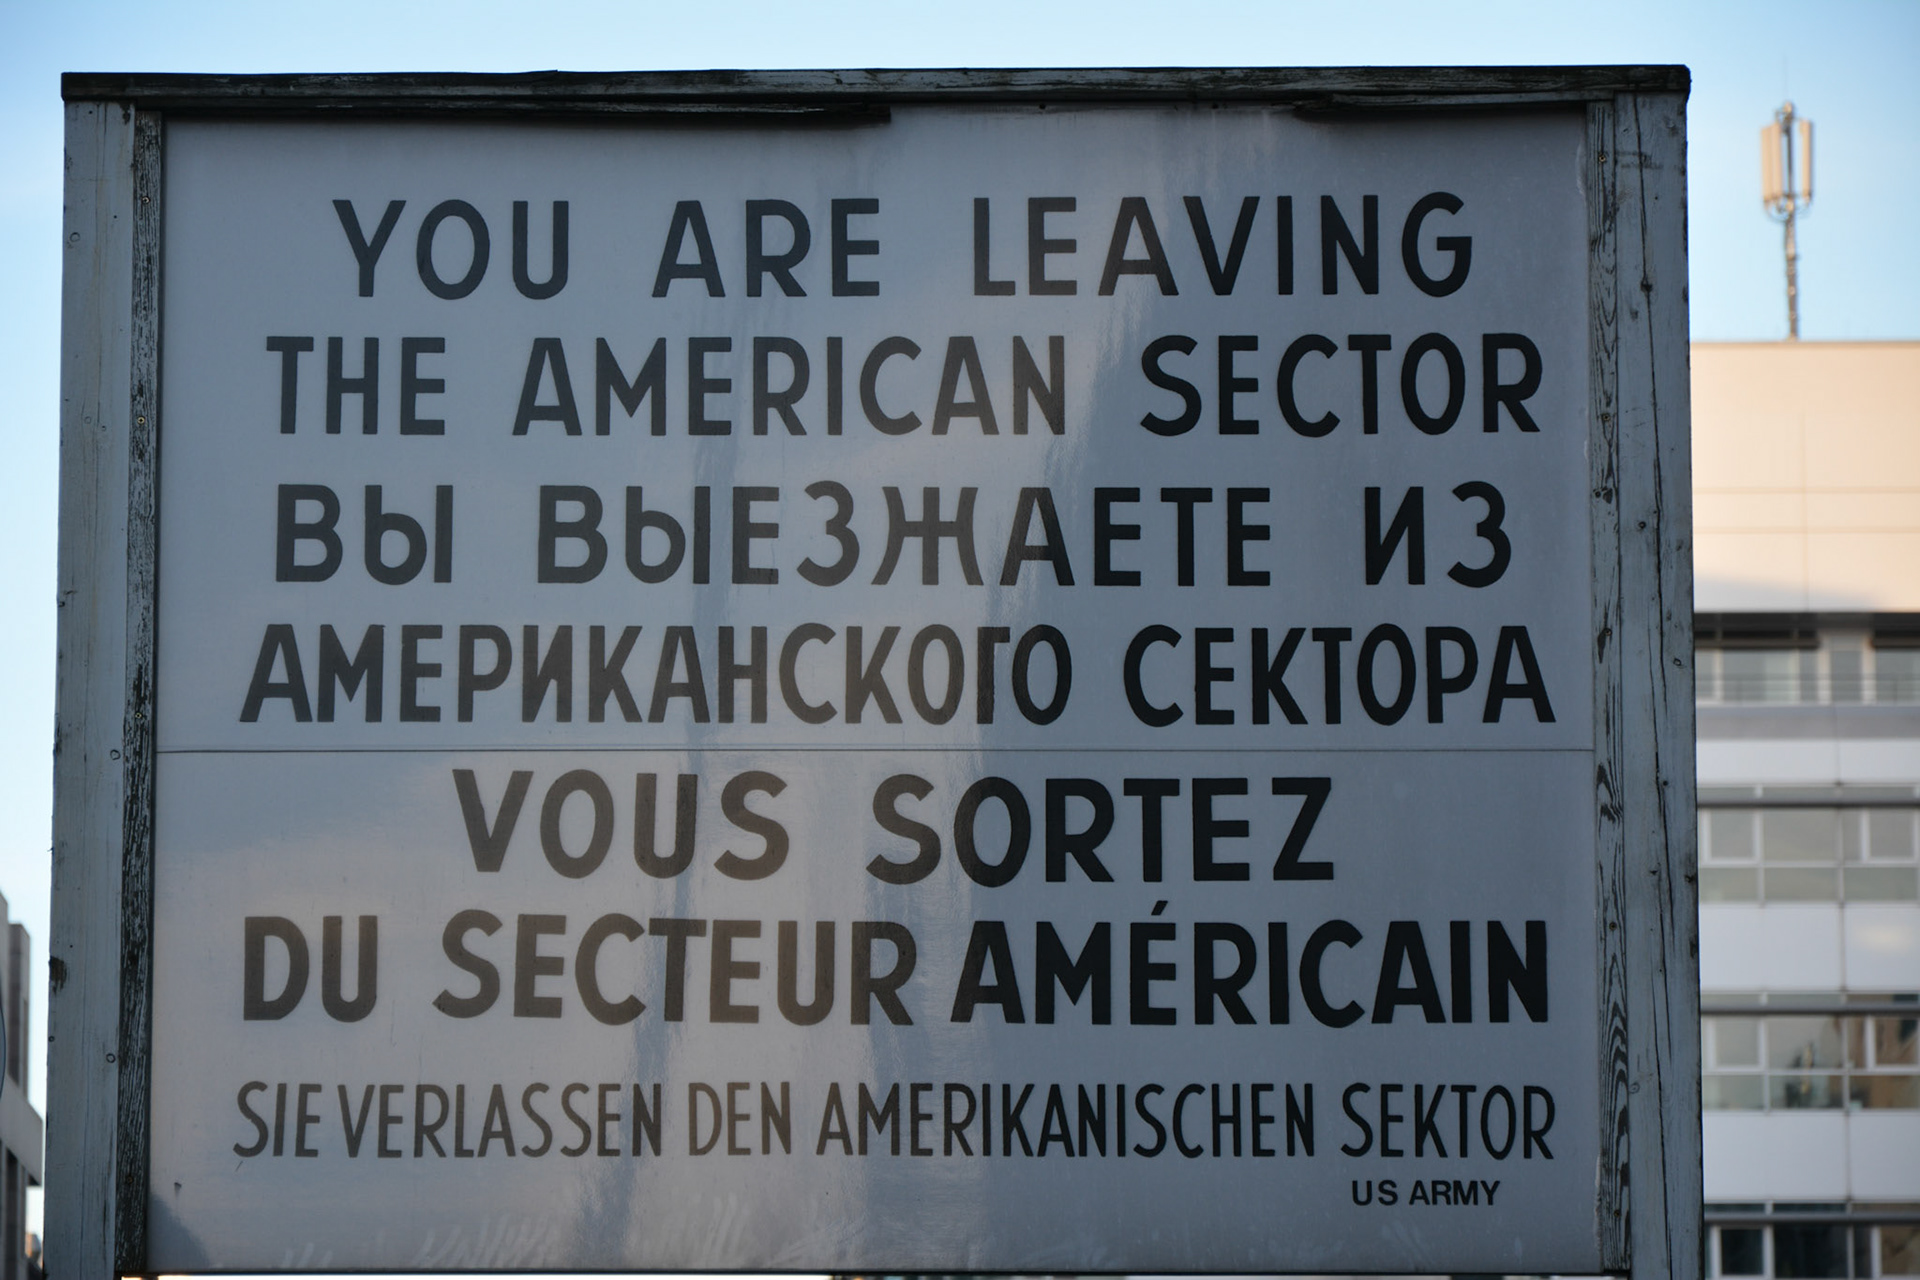 YOU ARE LEAVING
THE AMERICAN SECTOR
ВЫ ВЫЕЗЖАЕТЕ ИЗ
АМЕРИКАНСКОГО СЕКТОРА
VOUS SORTEZ
DU SECTEUR AMÉRICAIN
SIE VERLASSEN DEN AMERIKANISCHEN SEKTOR
US ARMY